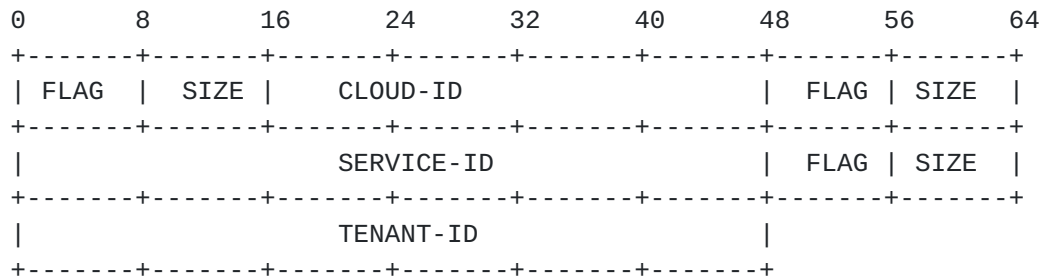 0 8 16 24 32 40 48 56 64
+-------+-------+-------+-------+-------+-------+-------+-------+
| FLAG | SIZE | CLOUD-ID | FLAG | SIZE |
+-------+-------+-------+-------+-------+-------+-------+-------+
| SERVICE-ID | FLAG | SIZE |
+-------+-------+-------+-------+-------+-------+-------+-------+
| TENANT-ID |
+-------+-------+-------+-------+-------+-------+